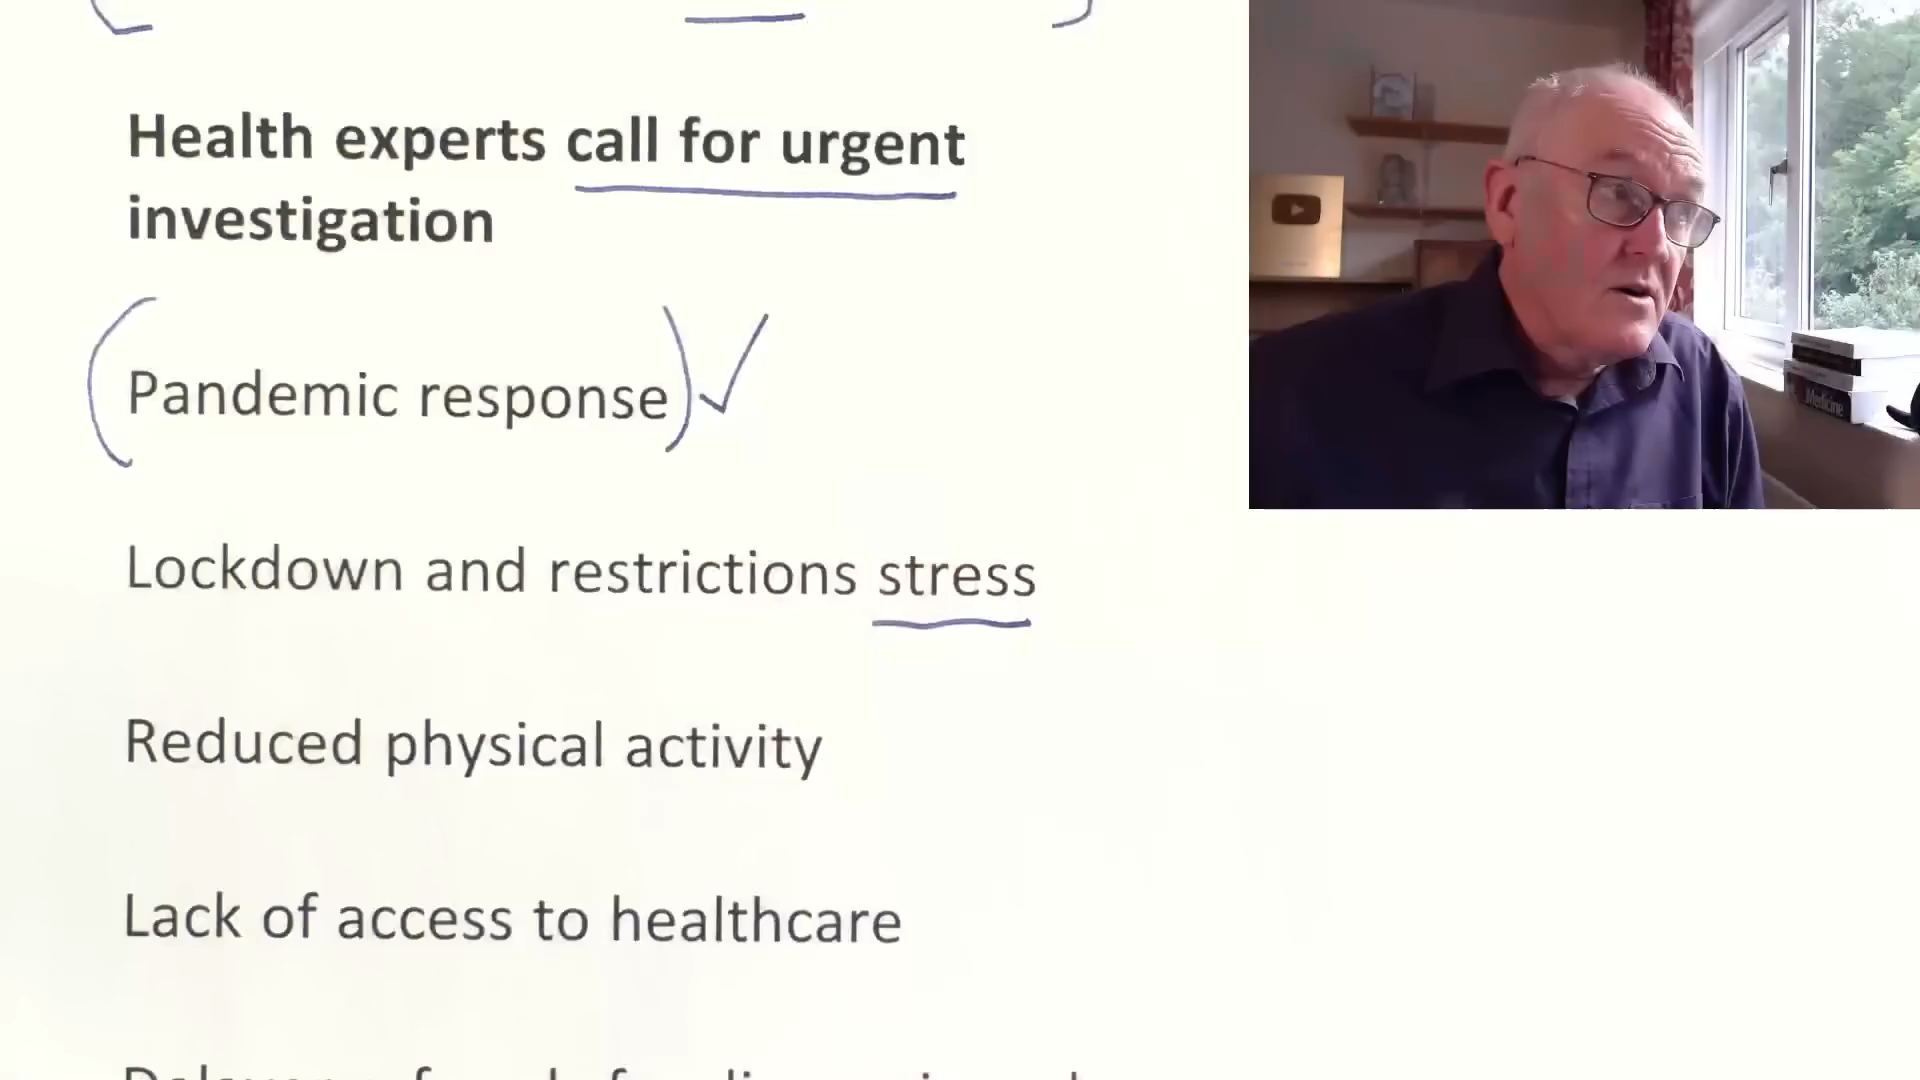 Health experts call for urgent
investigation
Pandemic response
Lockdown and restrictions stress
Reduced physical activity
Lack of access to healthcare
Medicine